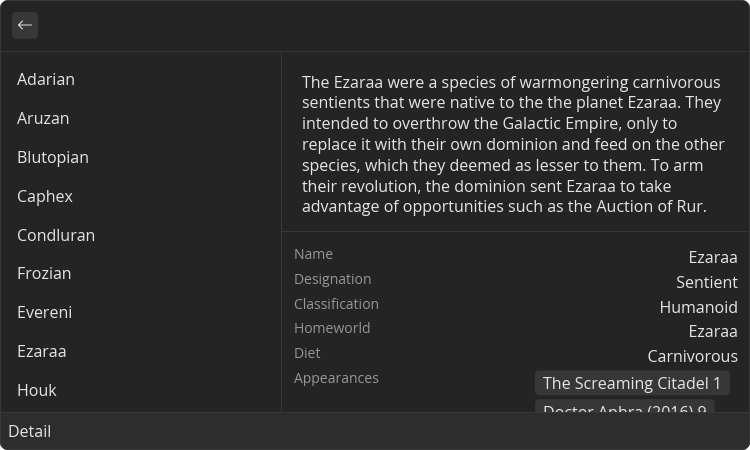 Adarian
Aruzan
Blutopian
Caphex
Condluran
Frozian
Evereni
Ezaraa
Houk
The Ezaraa were a species of warmongering carnivorous
sentients that were native to the the planet Ezaraa. They
intended to overthrow the Galactic Empire, only to
replace it with their own dominion and feed on the other
species, which they deemed as lesser to them. To arm
their revolution, the dominion sent Ezaraa to take
advantage of opportunities such as the Auction of Rur.
Name Ezaraa
Designation Sentient
Classification Humanoid
Homeworld Ezaraa
Diet Carnivorous
Appearances The Screaming Citadel 1
Doctor Aphra (2016) 9
Detail